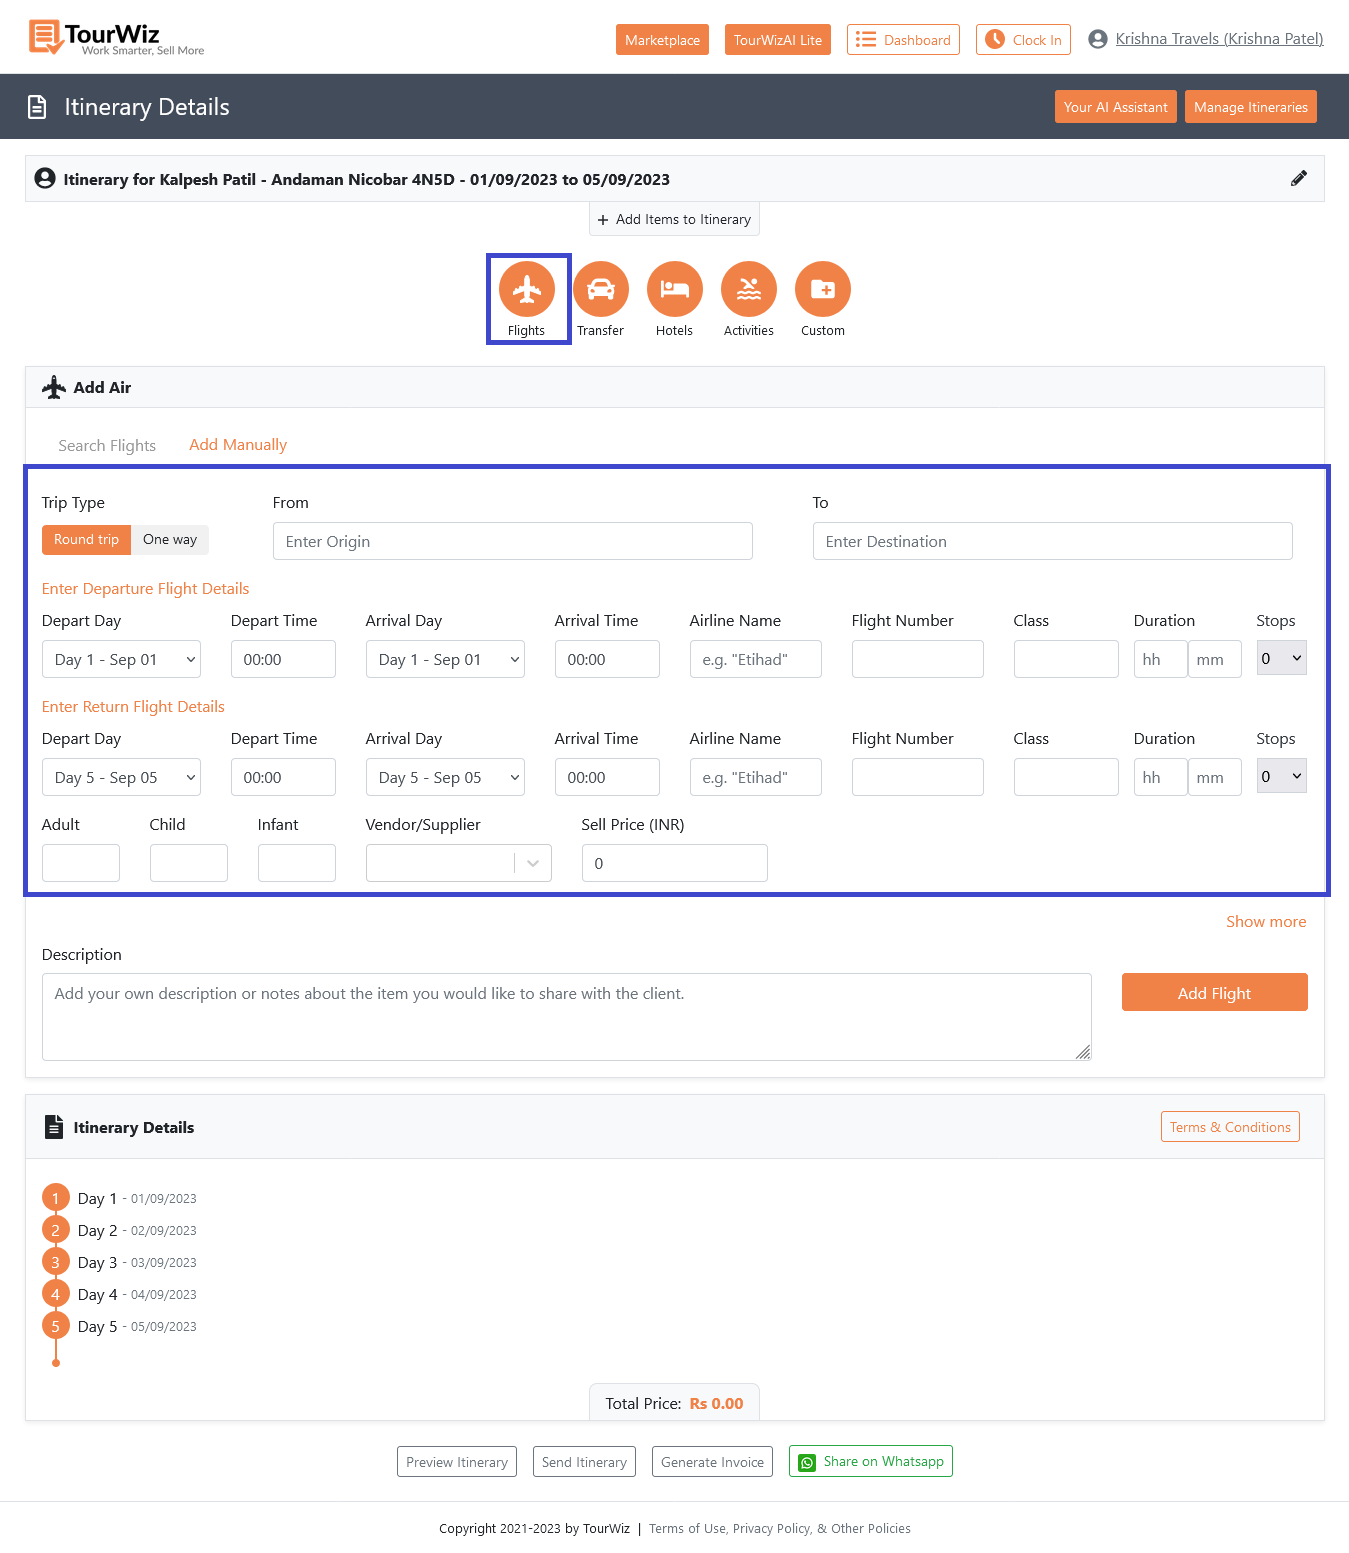 TourWiz
Work Smarter, Sell More
Marketplace
TourWizAI Lite
Dashboard
Clock In
Krishna Travels (Krishna Patel)
Itinerary Details
Your AI Assistant
Manage Itineraries
Itinerary for Kalpesh Patil - Andaman Nicobar 4N5D - 01/09/2023 to 05/09/2023
+ Add Items to Itinerary
Flights Transfer Hotels Activities Custom
Add Air
Search Flights Add Manually
Trip Type From To
Round trip One way Enter Origin Enter Destination
Enter Departure Flight Details
Depart Day Depart Time Arrival Day Arrival Time Airline Name Flight Number Class Duration Stops
Day 1 - Sep 01 00:00 Day 1 - Sep 01 00:00 e.g. "Etihad" hh mm 0
Enter Return Flight Details
Depart Day Depart Time Arrival Day Arrival Time Airline Name Flight Number Class Duration Stops
Day 5 - Sep 05 00:00 Day 5 - Sep 05 00:00 e.g. "Etihad" hh mm 0
Adult Child Infant Vendor/Supplier Sell Price (INR)
0
Show more
Description
Add your own description or notes about the item you would like to share with the client.
Add Flight
Itinerary Details
Terms & Conditions
1 Day 1 - 01/09/2023
2 Day 2 - 02/09/2023
3 Day 3 - 03/09/2023
4 Day 4 - 04/09/2023
5 Day 5 - 05/09/2023
Total Price: Rs 0.00
Preview Itinerary
Send Itinerary
Generate Invoice
Share on Whatsapp
Copyright 2021-2023 by TourWiz | Terms of Use, Privacy Policy, & Other Policies